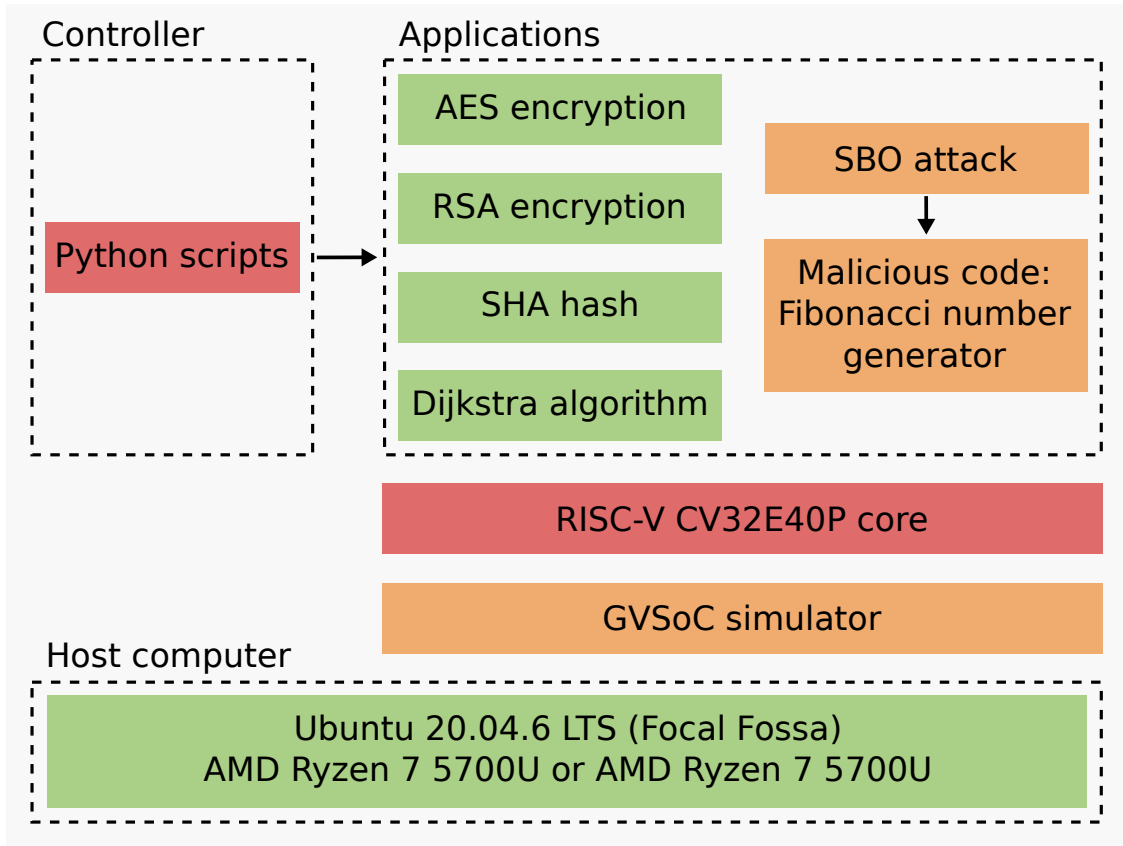 Controller
Applications
Python scripts
AES encryption
RSA encryption
SHA hash
Dijkstra algorithm
SBO attack
Malicious code:
Fibonacci number
generator
RISC-V CV32E40P core
GVSoC simulator
Host computer
Ubuntu 20.04.6 LTS (Focal Fossa)
AMD Ryzen 7 5700U or AMD Ryzen 7 5700U